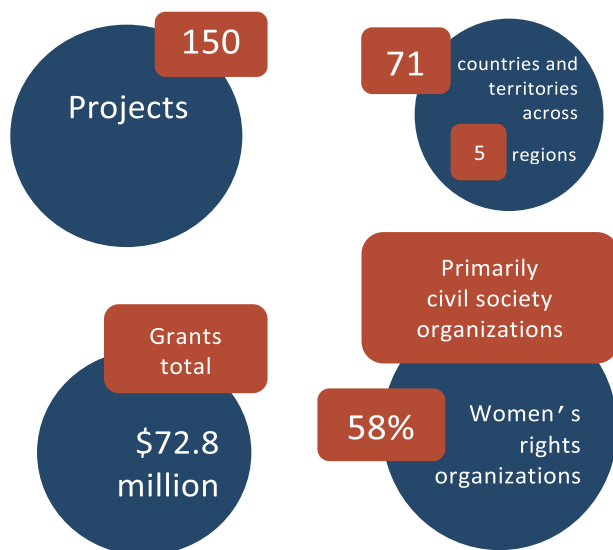 150
Projects
71
countries and
territories
across
5 regions
Grants
total
$72.8
million
Primarily
civil society
organizations
58%
Women’s
rights
organizations